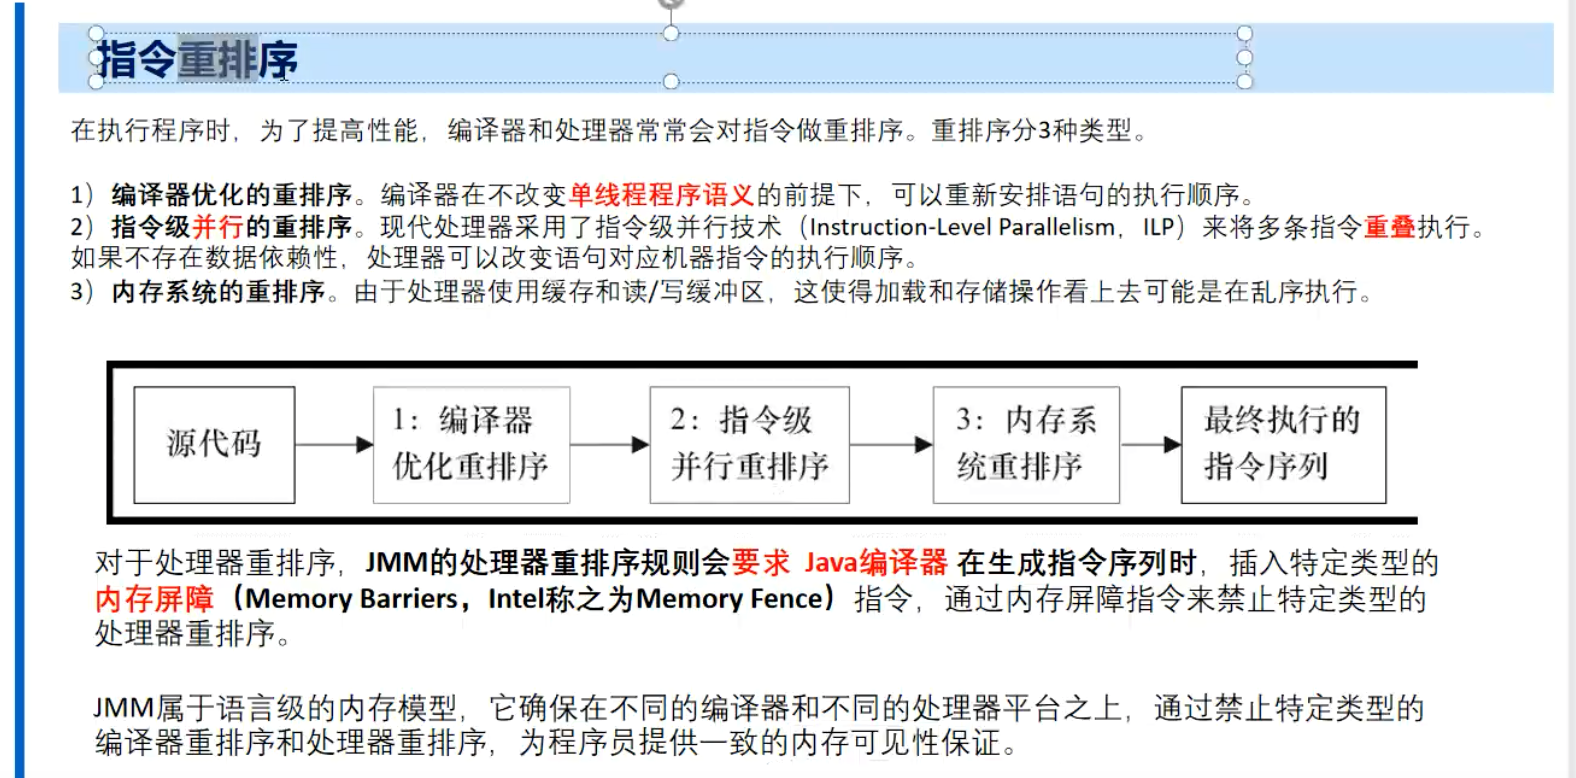 指令重排序
在执行程序时，为了提高性能，编译器和处理器常常会对指令做重排序。重排序分3种类型。
1）编译器优化的重排序。编译器在不改变单线程程序语义的前提下，可以重新安排语句的执行顺序。
2）指令级并行的重排序。现代处理器采用了指令级并行技术（Instruction-Level Parallelism，ILP）来将多条指令重叠执行。
如果不存在数据依赖性，处理器可以改变语句对应机器指令的执行顺序。
3）内存系统的重排序。由于处理器使用缓存和读/写缓冲区，这使得加载和存储操作看上去可能是在乱序执行。
源代码
1：编译器
优化重排序
2：指令级
并行重排序
3：内存系
统重排序
最终执行的
指令序列
对于处理器重排序，JMM的处理器重排序规则会要求 Java编译器 在生成指令序列时，插入特定类型的
内存屏障（Memory Barriers，Intel称之为Memory Fence）指令，通过内存屏障指令来禁止特定类型的
处理器重排序。
JMM属于语言级的内存模型，它确保在不同的编译器和不同的处理器平台之上，通过禁止特定类型的
编译器重排序和处理器重排序，为程序员提供一致的内存可见性保证。